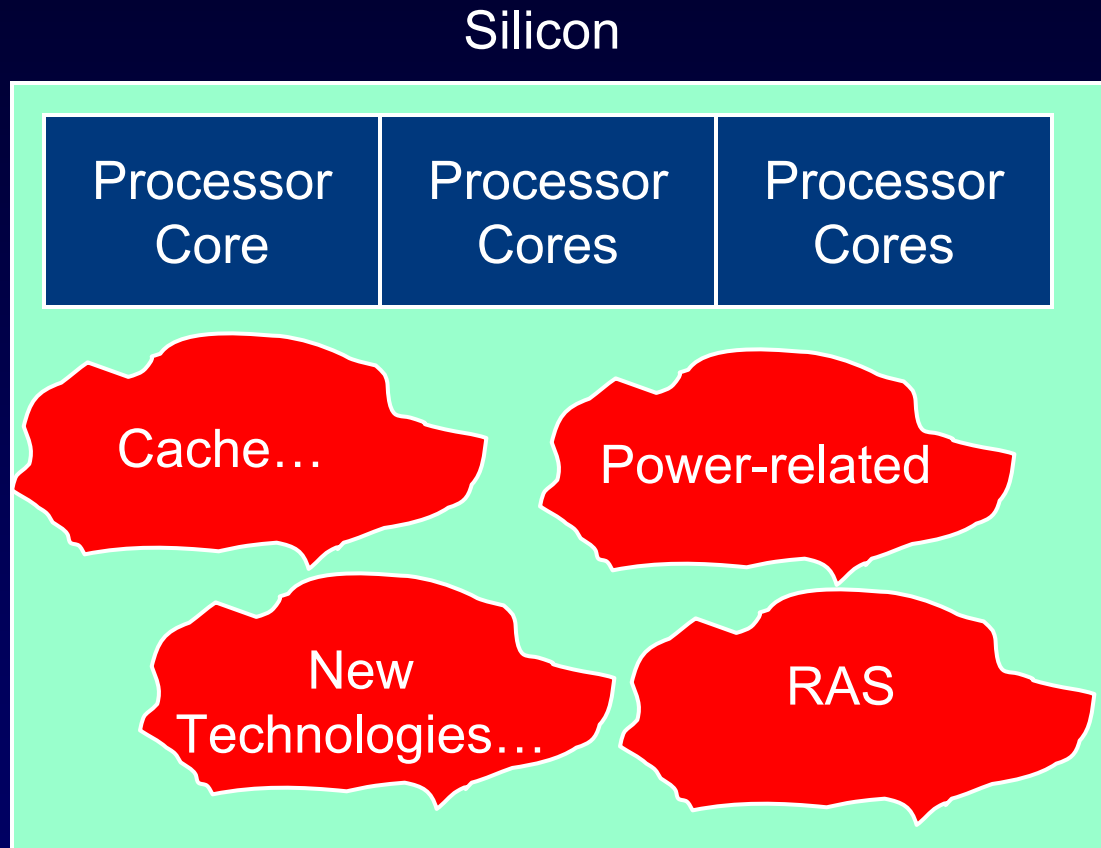 Silicon
Processor
Core
Processor
Cores
Processor
Cores
Cache…
Power-related
New
Technologies…
RAS